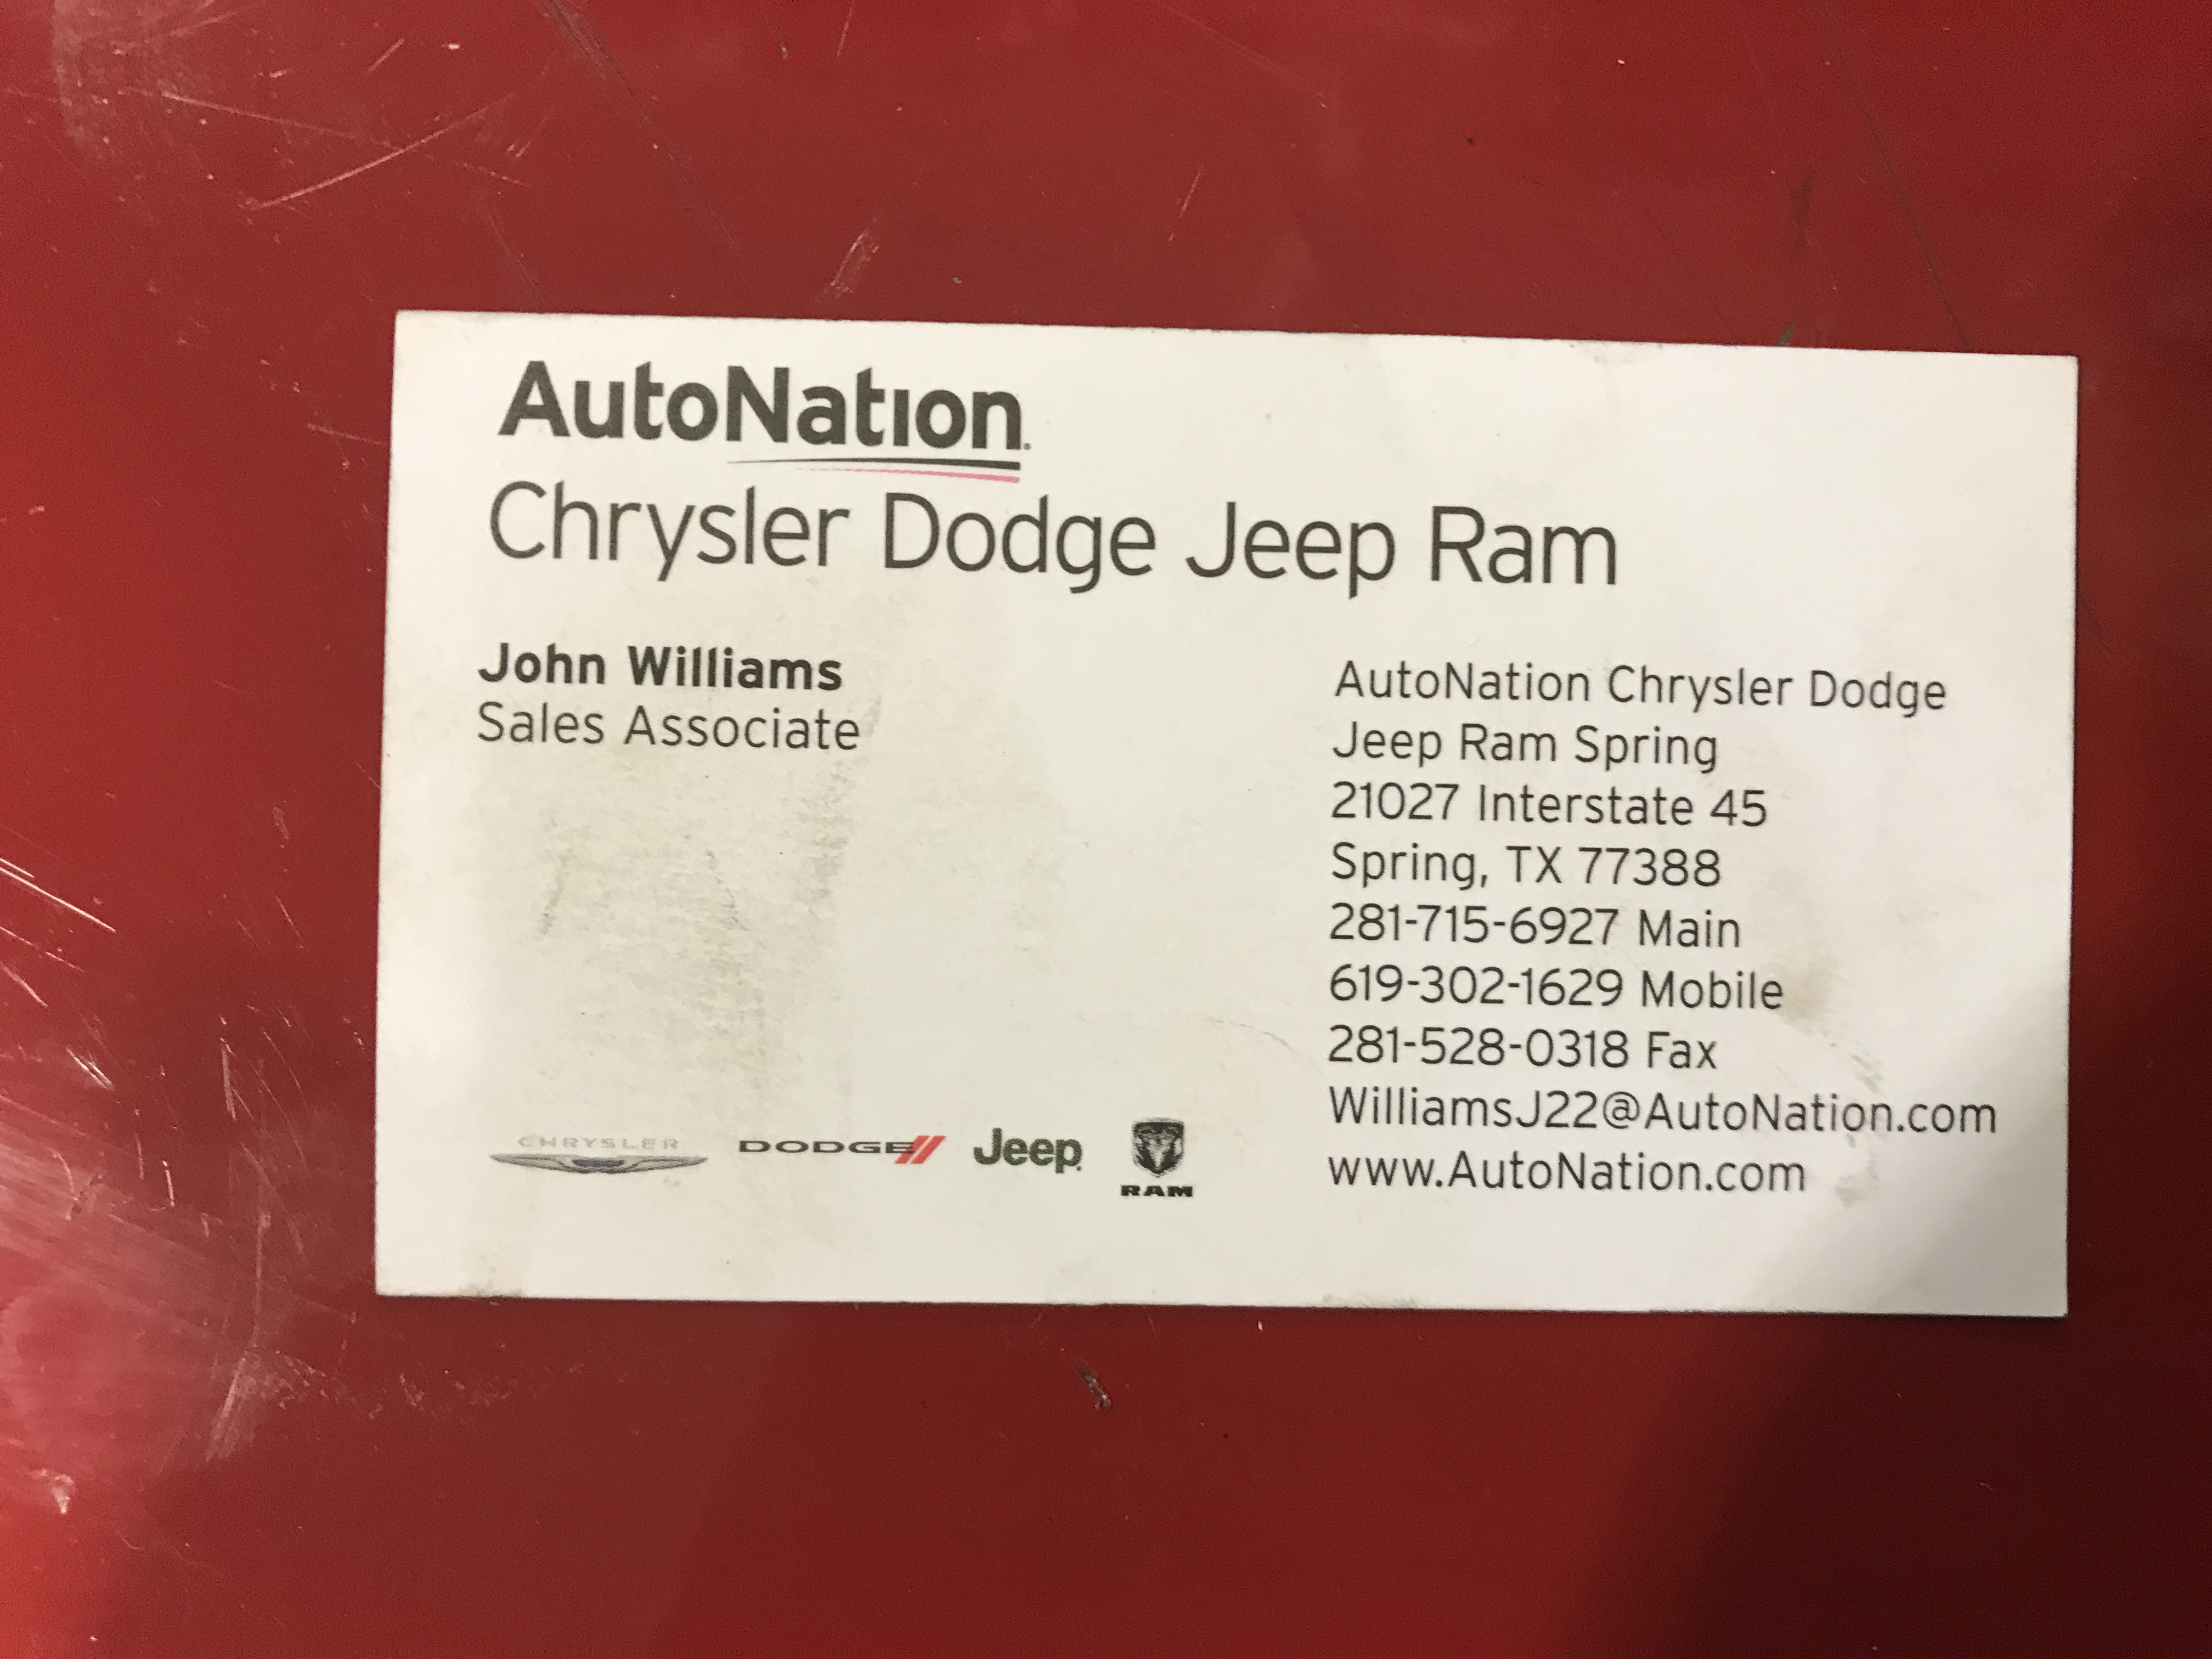 AutoNation.
Chrysler Dodge Jeep Ram
John Williams
Sales Associate
AutoNation Chrysler Dodge
Jeep Ram Spring
21027 Interstate 45
Spring, TX 77388
281-715-6927 Main
619-302-1629 Mobile
281-528-0318 Fax
WilliamsJ22@AutoNation.com
www.AutoNation.com
CHRYSLER DODGE Jeep RAM